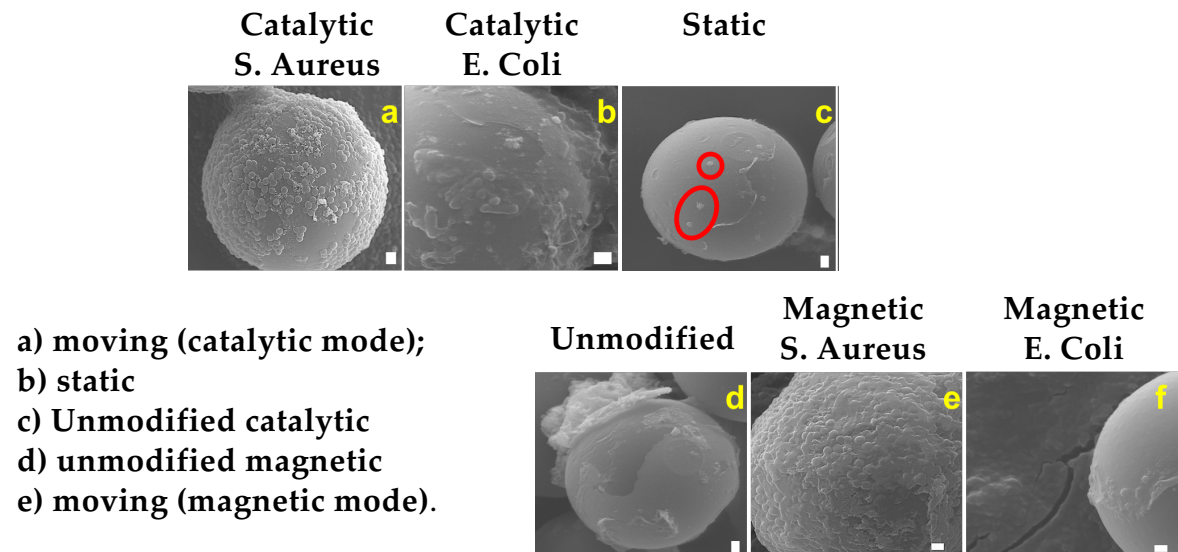 Catalytic
S. Aureus
Catalytic
E. Coli
Static
a
b
c
a) moving (catalytic mode);
b) static
c) Unmodified catalytic
d) unmodified magnetic
e) moving (magnetic mode).
Unmodified
Magnetic
S. Aureus
Magnetic
E. Coli
d
e
f